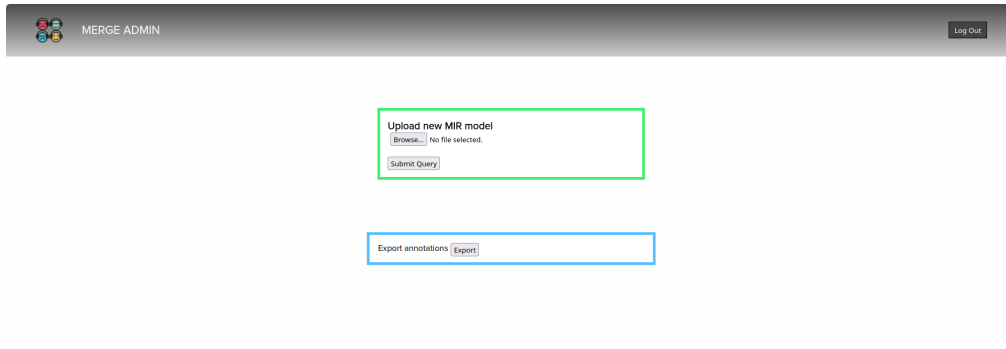 MERGE ADMIN
Log Out
Upload new MIR model
Browse... No file selected.
Submit Query
Export annotations Export